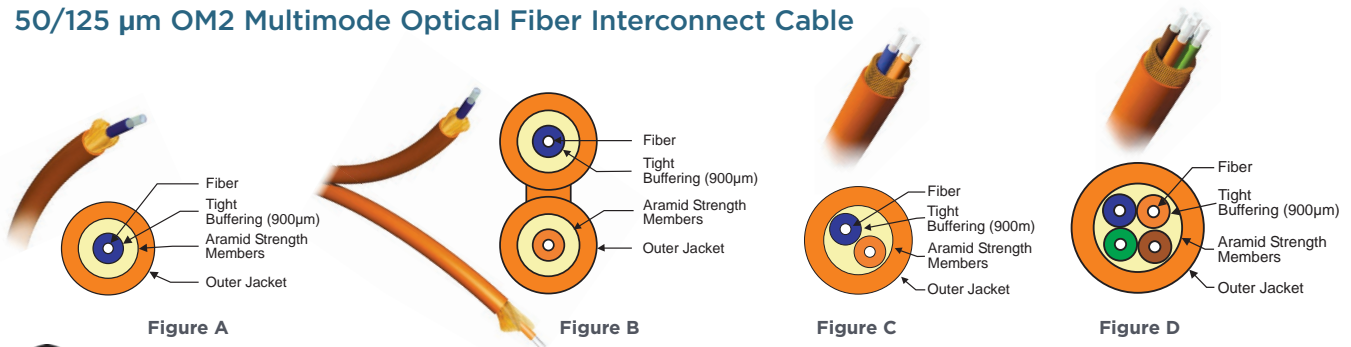 50/125 µm OM2 Multimode Optical Fiber Interconnect Cable
Fiber
Tight
Buffering (900µm)
Aramid Strength
Members
Outer Jacket
Figure A
Fiber
Tight
Buffering (900µm)
Aramid Strength
Members
Outer Jacket
Figure B
Fiber
Tight
Buffering (900m)
Aramid Strength
Members
Outer Jacket
Figure C
Fiber
Tight
Buffering (900µm)
Aramid Strength
Members
Outer Jacket
Figure D